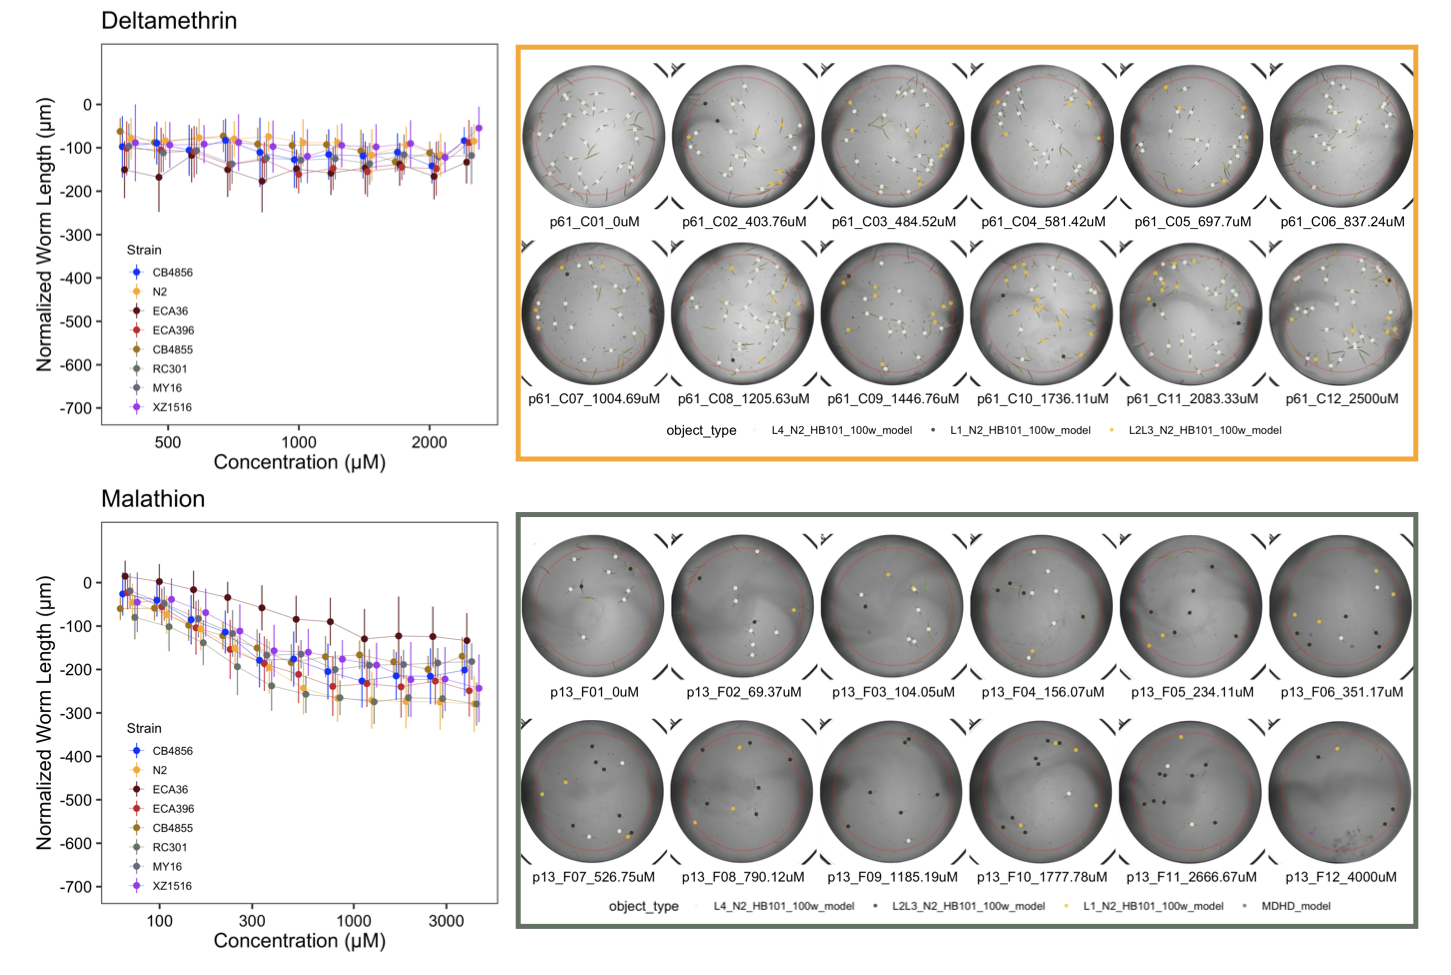 Deltamethrin
Normalized Worm Length (µm)
0
-100
-200
-300
-400
-500
-600
-700
Strain
CB4856
N2
ECA36
ECA396
CB4855
RC301
MY16
XZ1516
500
1000
2000
Concentration (µM)
p61_C01_0uM
p61_C02_403.76uM
p61_C03_484.52uM
p61_C04_581.42uM
p61_C05_697.7uM
p61_C06_837.24uM
p61_C07_1004.69uM
p61_C08_1205.63uM
p61_C09_1446.76uM
p61_C10_1736.11uM
p61_C11_2083.33uM
p61_C12_2500uM
object_type L4_N2_HB101_100w_model L1_N2_HB101_100w_model L2L3_N2_HB101_100w_model
Malathion
Normalized Worm Length (µm)
0
-100
-200
-300
-400
-500
-600
-700
Strain
CB4856
N2
ECA36
ECA396
CB4855
RC301
MY16
XZ1516
100
300
1000
3000
Concentration (µM)
p13_F01_0uM
p13_F02_69.37uM
p13_F03_104.05uM
p13_F04_156.07uM
p13_F05_234.11uM
p13_F06_351.17uM
p13_F07_526.75uM
p13_F08_790.12uM
p13_F09_1185.19uM
p13_F10_1777.78uM
p13_F11_2666.67uM
p13_F12_4000uM
object_type L4_N2_HB101_100w_model L2L3_N2_HB101_100w_model L1_N2_HB101_100w_model MDHD_model